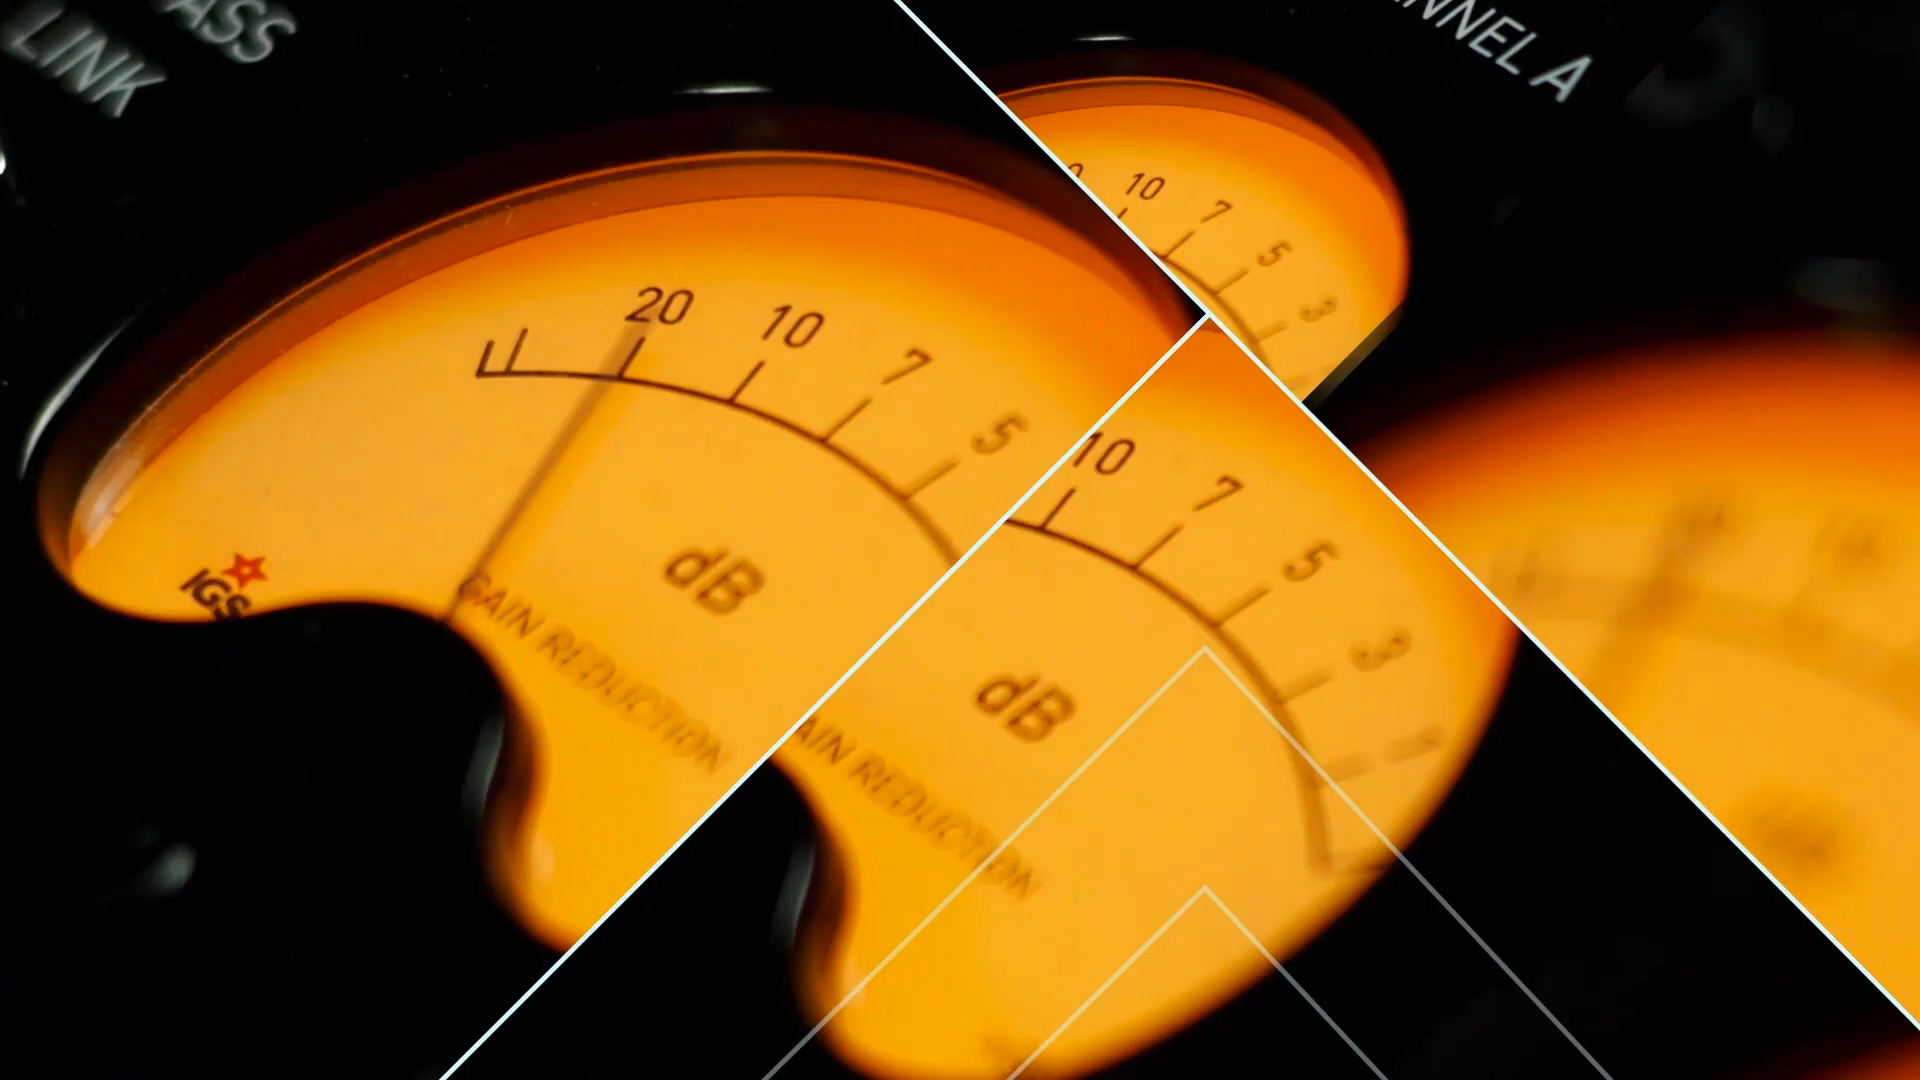 ASS
LINK
20 10 7 5
dB
GAIN REDUCTION
IGS
NNEL A
10 7 5 3
10 7 5 3
dB
AIN REDUCTION